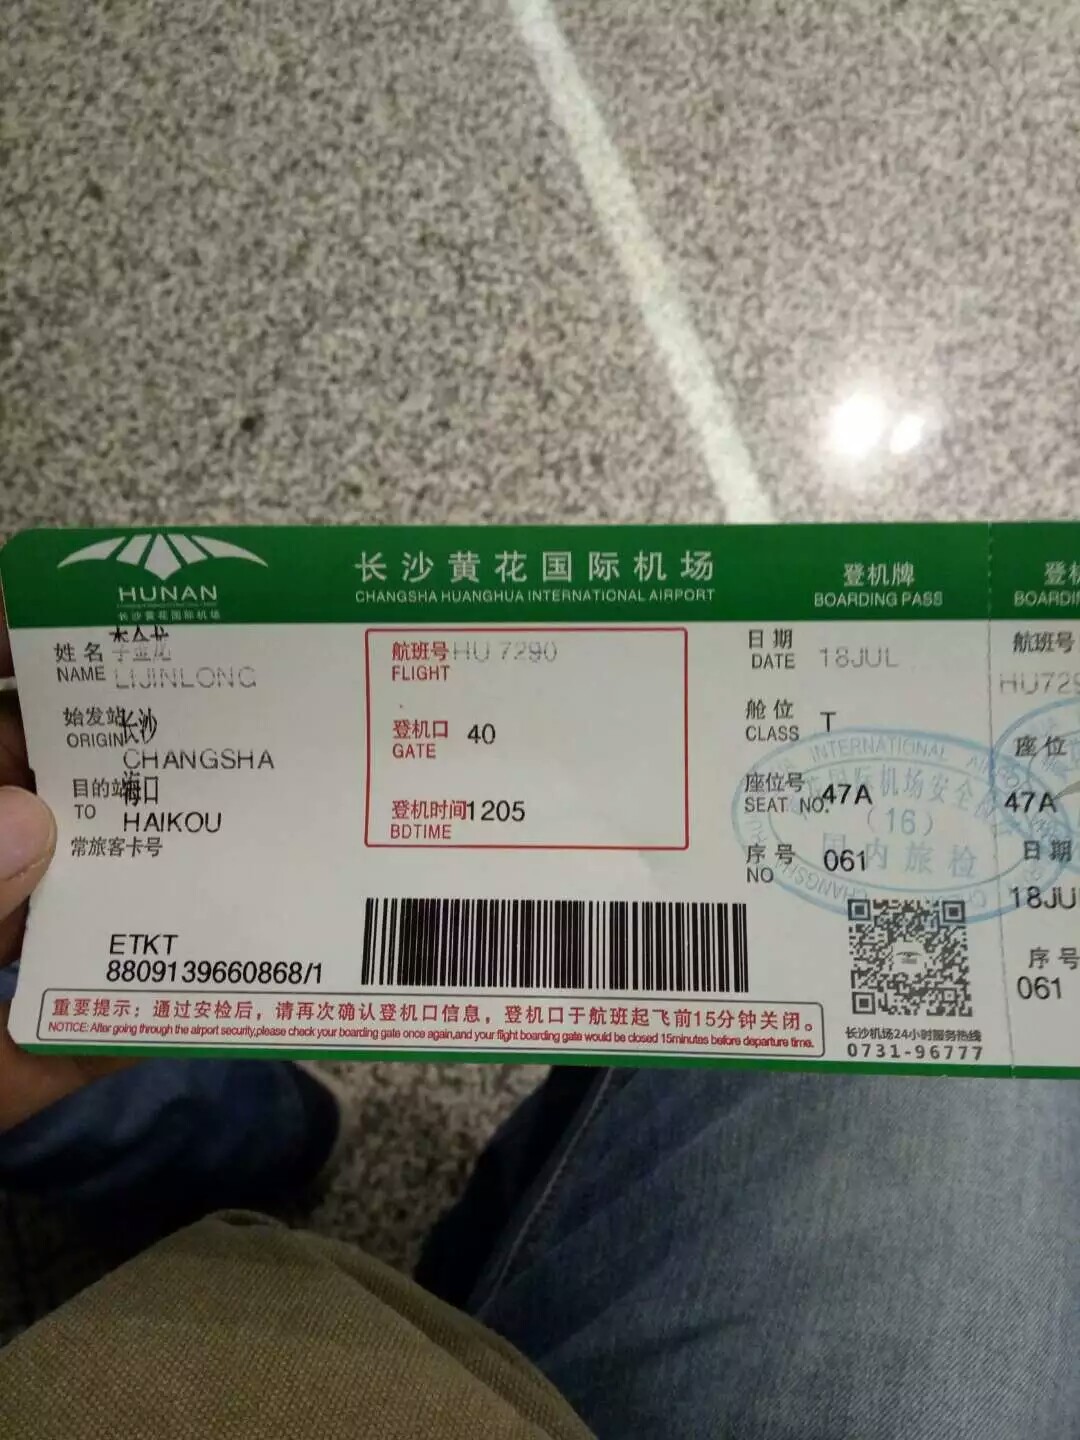 HUNAN
长沙黄花国际机场
长沙黄花国际机场
CHANGSHA HUANGHUA INTERNATIONAL AIRPORT
登机牌
BOARDING PASS
姓名 李金龙
NAME LIJINLONG
始发站 长沙
ORIGIN CHANGSHA
目的站 海口
TO HAIKOU
常旅客卡号
航班号 HU 7290
FLIGHT
登机口 40
GATE
登机时间 1205
BDTIME
日期 18JUL
DATE
舱位 T
CLASS
座位号 47A
SEAT NO.
序号 061
NO
INTERNATIONAL
国际机场安全
(16)
国内旅检
CHANGSHA
ETKT
8809139660868/1
重要提示：通过安检后，请再次确认登机口信息，登机口于航班起飞前15分钟关闭。
NOTICE: After going through the airport security,please check your boarding gate once again,and your flight boarding gate would be closed 15minutes before departure time.
长沙机场24小时服务热线
0731-96777
航班号
HU729
座位
47A
日期
18JU
序号
061